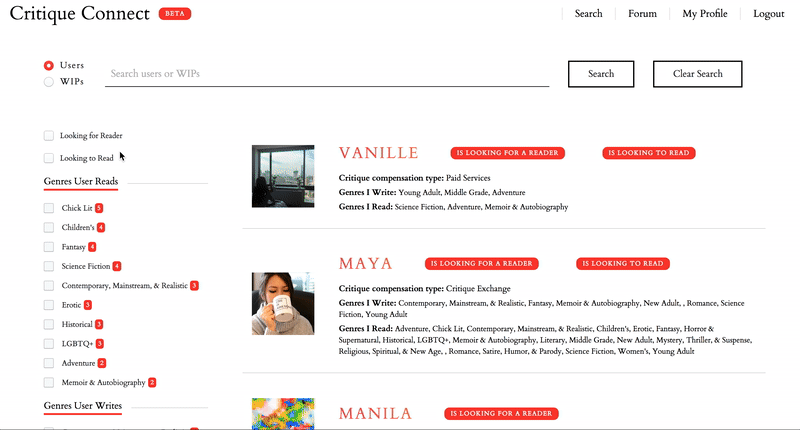 Critique Connect BETA
Search Forum My Profile Logout
Users
WIPs
Search users or WIPs
Search
Clear Search
Looking for Reader
Looking to Read
Genres User Reads
Chick Lit 5
Children's 4
Fantasy 4
Science Fiction 4
Contemporary, Mainstream, & Realistic 3
Erotic 3
Historical 3
LGBTQ+ 3
Adventure 2
Memoir & Autobiography 2
Genres User Writes
VANILLE IS LOOKING FOR A READER IS LOOKING TO READ
Critique compensation type: Paid Services
Genres I Write: Young Adult, Middle Grade, Adventure
Genres I Read: Science Fiction, Adventure, Memoir & Autobiography
MAYA IS LOOKING FOR A READER IS LOOKING TO READ
Critique compensation type: Critique Exchange
Genres I Write: Contemporary, Mainstream, & Realistic, Fantasy, Memoir & Autobiography, New Adult, , Romance, Science
Fiction, Young Adult
Genres I Read: Adventure, Chick Lit, Contemporary, Mainstream, & Realistic, Children's, Erotic, Fantasy, Horror &
Supernatural, Historical, LGBTQ+, Memoir & Autobiography, Literary, Middle Grade, New Adult, Mystery, Thriller, & Suspense,
Religious, Spiritual, & New Age, , Romance, Satire, Humor, & Parody, Science Fiction, Women's, Young Adult
MANILA IS LOOKING FOR A READER